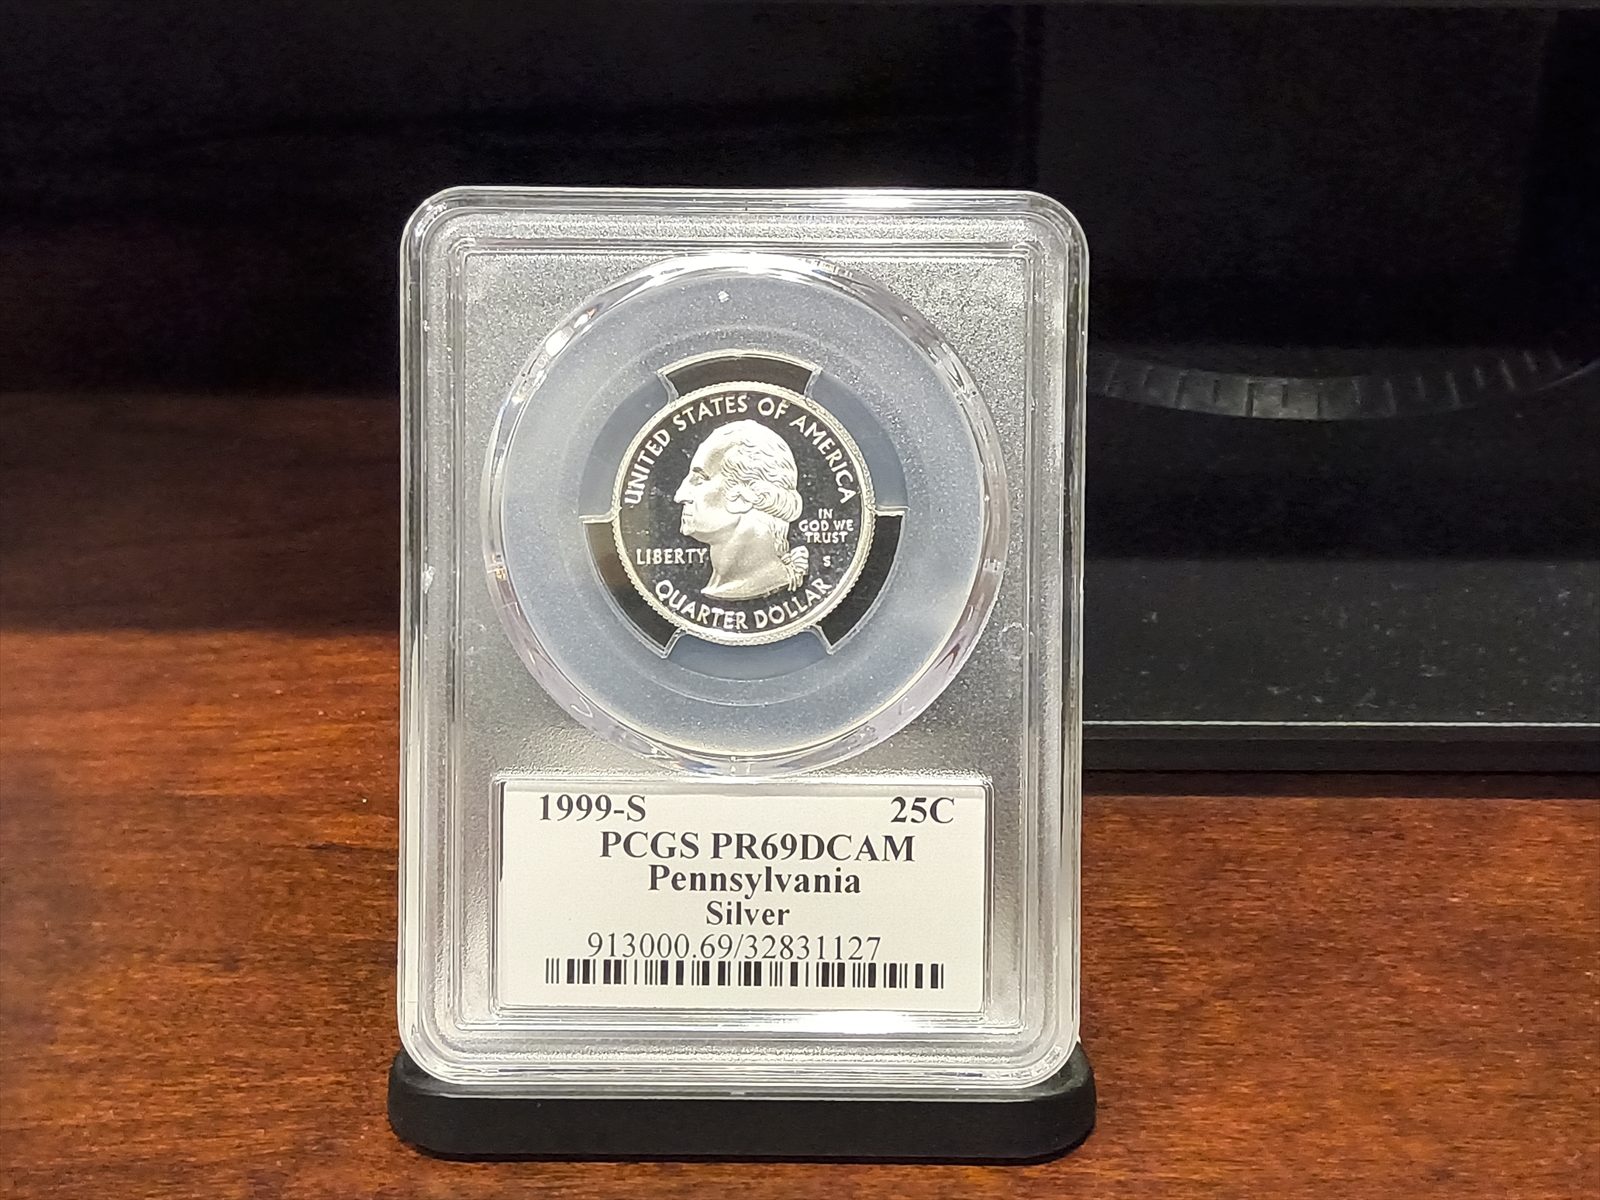 UNITED STATES OF AMERICA
IN
GOD WE
TRUST
LIBERTY
S
QUARTER DOLLAR
1999-S 25C
PCGS PR69DCAM
Pennsylvania
Silver
913000.69/32831127